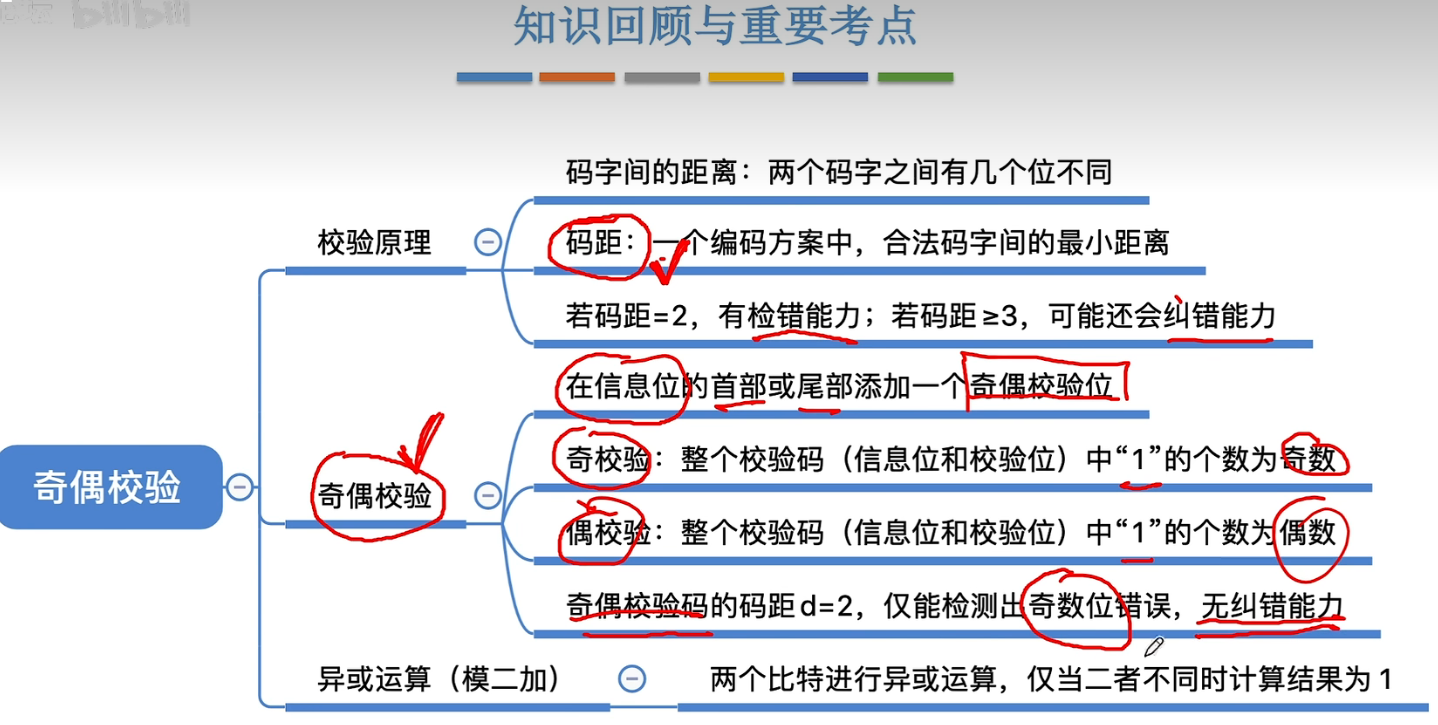 bilibili
知识回顾与重要考点
码字间的距离：两个码字之间有几个位不同
校验原理
码距：一个编码方案中，合法码字间的最小距离
若码距=2，有检错能力；若码距≥3，可能还会纠错能力
在信息位的首部或尾部添加一个奇偶校验位
奇校验：整个校验码（信息位和校验位）中“1”的个数为奇数
奇偶校验
奇偶校验
偶校验：整个校验码（信息位和校验位）中“1”的个数为偶数
奇偶校验码的码距d=2，仅能检测出奇数位错误，无纠错能力
异或运算（模二加）
两个比特进行异或运算，仅当二者不同时计算结果为 1